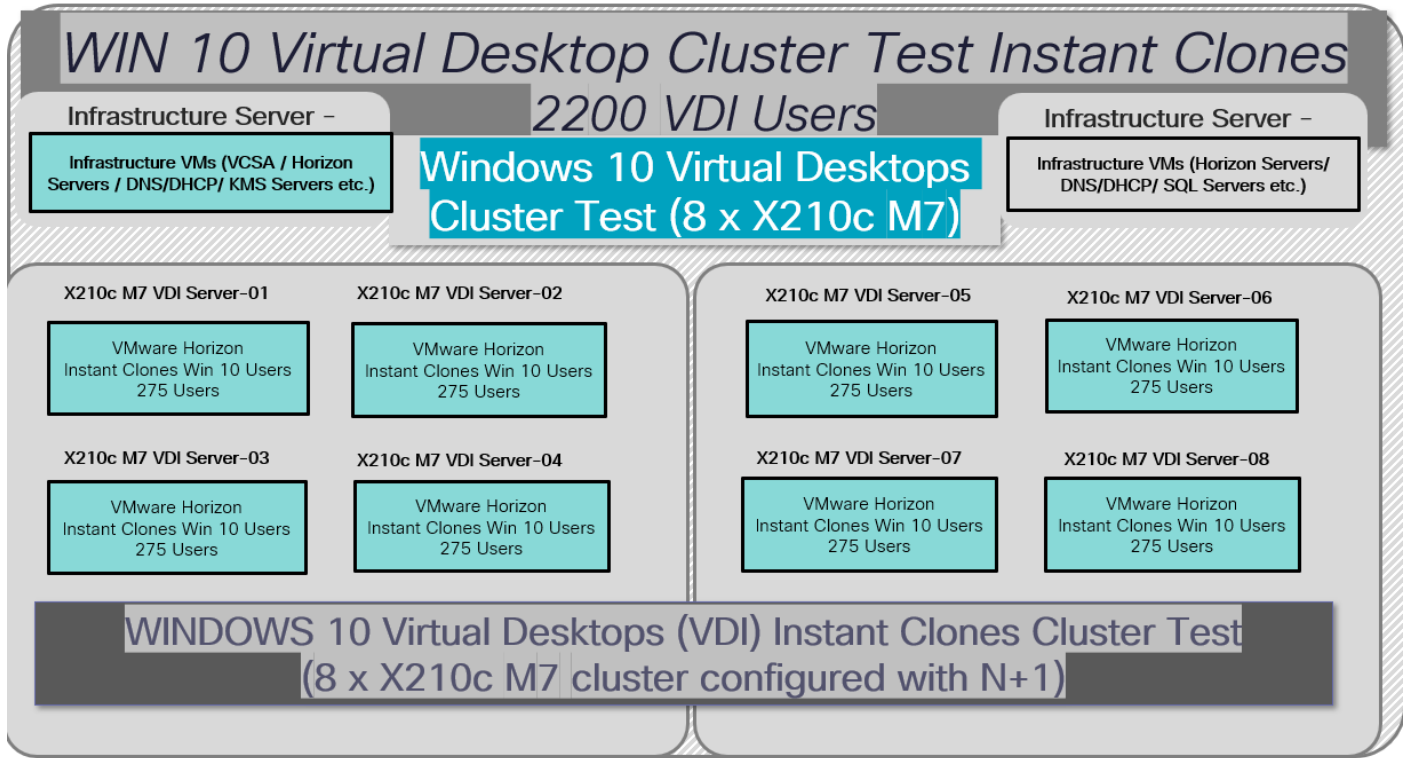 WIN 10 Virtual Desktop Cluster Test Instant Clones
2200 VDI Users
Infrastructure Server -
Infrastructure VMs (VCSA / Horizon
Servers / DNS/DHCP/ KMS Servers etc.)
Windows 10 Virtual Desktops
Cluster Test (8 x X210c M7)
Infrastructure Server -
Infrastructure VMs (Horizon Servers/
DNS/DHCP/ SQL Servers etc.)
X210c M7 VDI Server-01
VMware Horizon
Instant Clones Win 10 Users
275 Users
X210c M7 VDI Server-02
VMware Horizon
Instant Clones Win 10 Users
275 Users
X210c M7 VDI Server-03
VMware Horizon
Instant Clones Win 10 Users
275 Users
X210c M7 VDI Server-04
VMware Horizon
Instant Clones Win 10 Users
275 Users
X210c M7 VDI Server-05
VMware Horizon
Instant Clones Win 10 Users
275 Users
X210c M7 VDI Server-06
VMware Horizon
Instant Clones Win 10 Users
275 Users
X210c M7 VDI Server-07
VMware Horizon
Instant Clones Win 10 Users
275 Users
X210c M7 VDI Server-08
VMware Horizon
Instant Clones Win 10 Users
275 Users
WINDOWS 10 Virtual Desktops (VDI) Instant Clones Cluster Test
(8 x X210c M7 cluster configured with N+1)